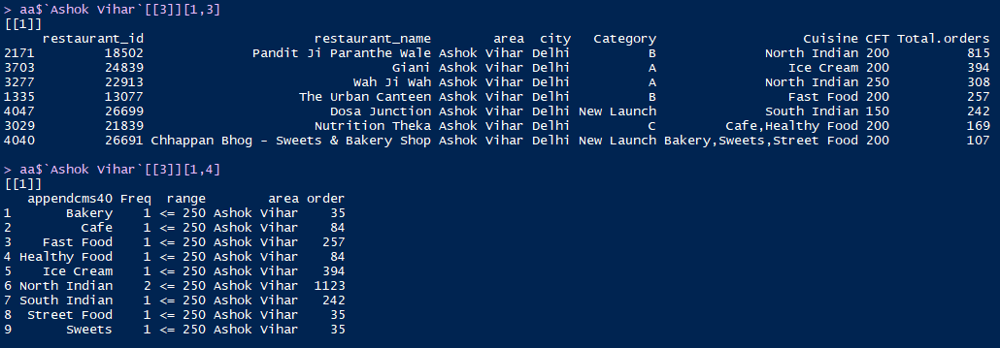 > aa$`Ashok Vihar`[[3]][1,3]
[[1]]
     restaurant_id                       restaurant_name        area  city   Category                    Cuisine CFT Total.orders
2171         18502               Pandit Ji Paranthe Wale Ashok Vihar Delhi          B               North Indian 200          815
3703         24839                                 Giani Ashok Vihar Delhi          A                  Ice Cream 200          394
3277         22913                            Wah Ji Wah Ashok Vihar Delhi          A               North Indian 250          308
1335         13077                     The Urban Canteen Ashok Vihar Delhi          B                  Fast Food 200          257
4047         26699                         Dosa Junction Ashok Vihar Delhi New Launch               South Indian 150          242
3029         21839                       Nutrition Theka Ashok Vihar Delhi          C          Cafe,Healthy Food 200          169
4040         26691 Chhappan Bhog - Sweets & Bakery Shop Ashok Vihar Delhi New Launch Bakery,Sweets,Street Food 200          107
> aa$`Ashok Vihar`[[3]][1,4]
[[1]]
   appendcms40 Freq  range        area order
1       Bakery    1 <= 250 Ashok Vihar    35
2         Cafe    1 <= 250 Ashok Vihar    84
3    Fast Food    1 <= 250 Ashok Vihar   257
4 Healthy Food    1 <= 250 Ashok Vihar    84
5    Ice Cream    1 <= 250 Ashok Vihar   394
6 North Indian    2 <= 250 Ashok Vihar  1123
7 South Indian    1 <= 250 Ashok Vihar   242
8  Street Food    1 <= 250 Ashok Vihar    35
9       Sweets    1 <= 250 Ashok Vihar    35